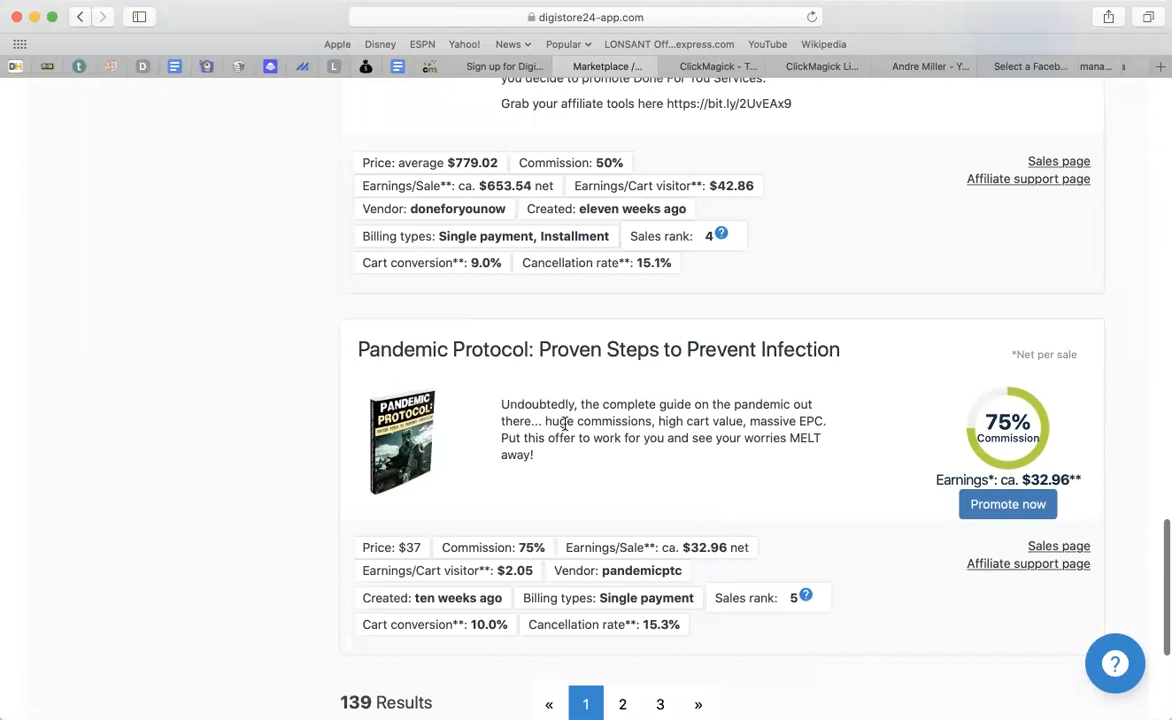 digistore24-app.com
Apple Disney ESPN Yahoo! News Popular LONSANT Off...express.com YouTube Wikipedia
Sign up for Digi... Marketplace /... ClickMagick - T... ClickMagick Li... Andre Miller - Y... Select a Faceb... mana...
you decide to promote Done For You Services.
Grab your affiliate tools here https://bit.ly/2UvEAx9
Price: average $779.02 Commission: 50% Sales page
Affiliate support page
Earnings/Sale**: ca. $653.54 net Earnings/Cart visitor**: $42.86
Vendor: doneforyounow Created: eleven weeks ago
Billing types: Single payment, Installment Sales rank: 4 ?
Cart conversion**: 9.0% Cancellation rate**: 15.1%
Pandemic Protocol: Proven Steps to Prevent Infection
*Net per sale
PANDEMIC
PROTOCOL:
Undoubtedly, the complete guide on the pandemic out
there... huge commissions, high cart value, massive EPC.
Put this offer to work for you and see your worries MELT
away!
75%
Commission
Earnings*: ca. $32.96**
Promote now
Price: $37 Commission: 75% Earnings/Sale**: ca. $32.96 net Sales page
Affiliate support page
Earnings/Cart visitor**: $2.05 Vendor: pandemicptc
Created: ten weeks ago Billing types: Single payment Sales rank: 5 ?
Cart conversion**: 10.0% Cancellation rate**: 15.3%
139 Results « 1 2 3 »
?